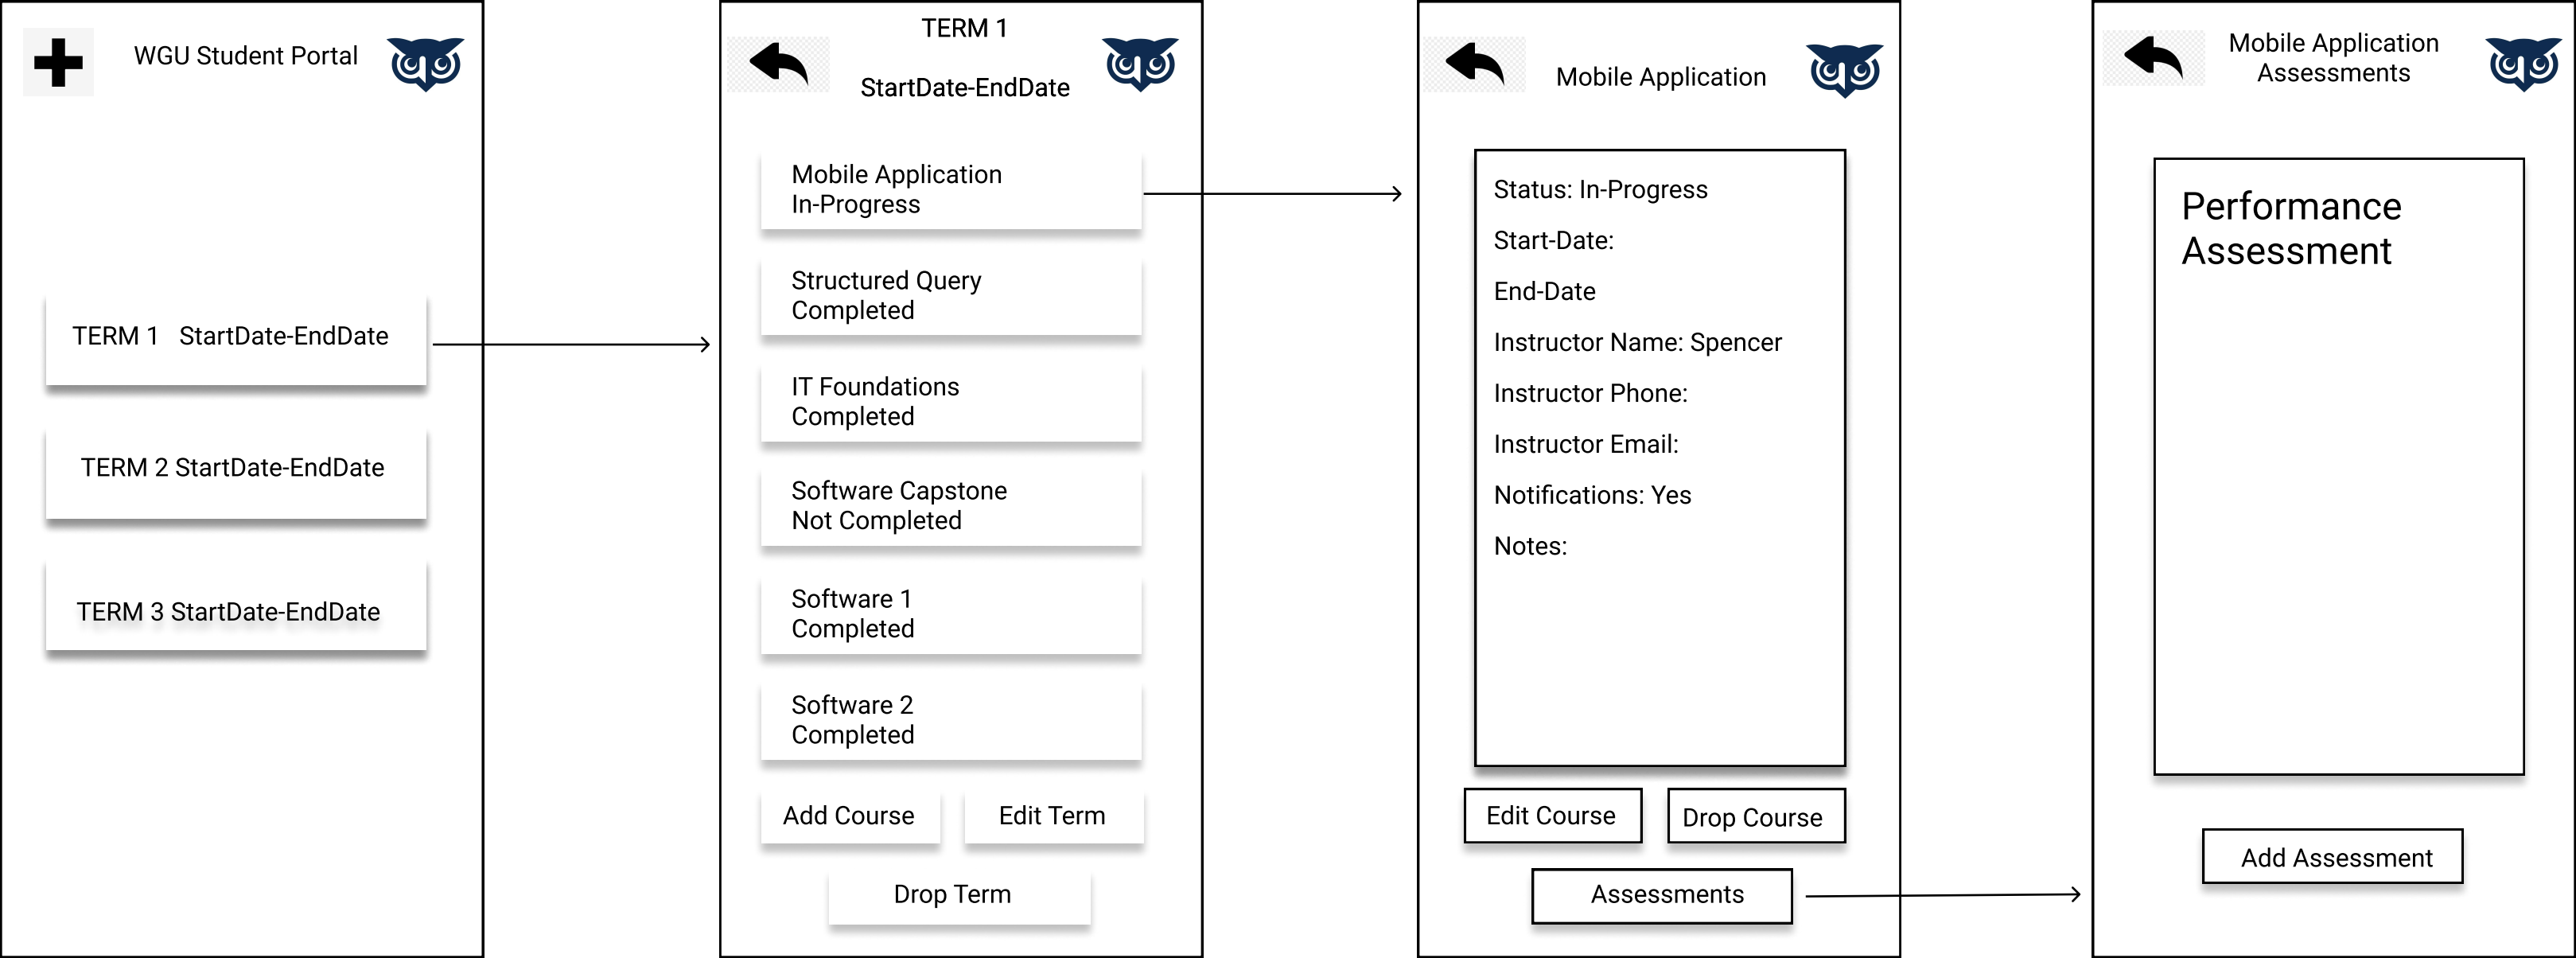 WGU Student Portal
TERM 1   StartDate-EndDate
TERM 2 StartDate-EndDate
TERM 3 StartDate-EndDate
TERM 1
StartDate-EndDate
Mobile Application
In-Progress
Structured Query
Completed
IT Foundations
Completed
Software Capstone
Not Completed
Software 1
Completed
Software 2
Completed
Add Course
Edit Term
Drop Term
Mobile Application
Status: In-Progress
Start-Date:
End-Date
Instructor Name: Spencer
Instructor Phone:
Instructor Email:
Notifications: Yes
Notes:
Edit Course
Drop Course
Assessments
Mobile Application
Assessments
Performance
Assessment
Add Assessment